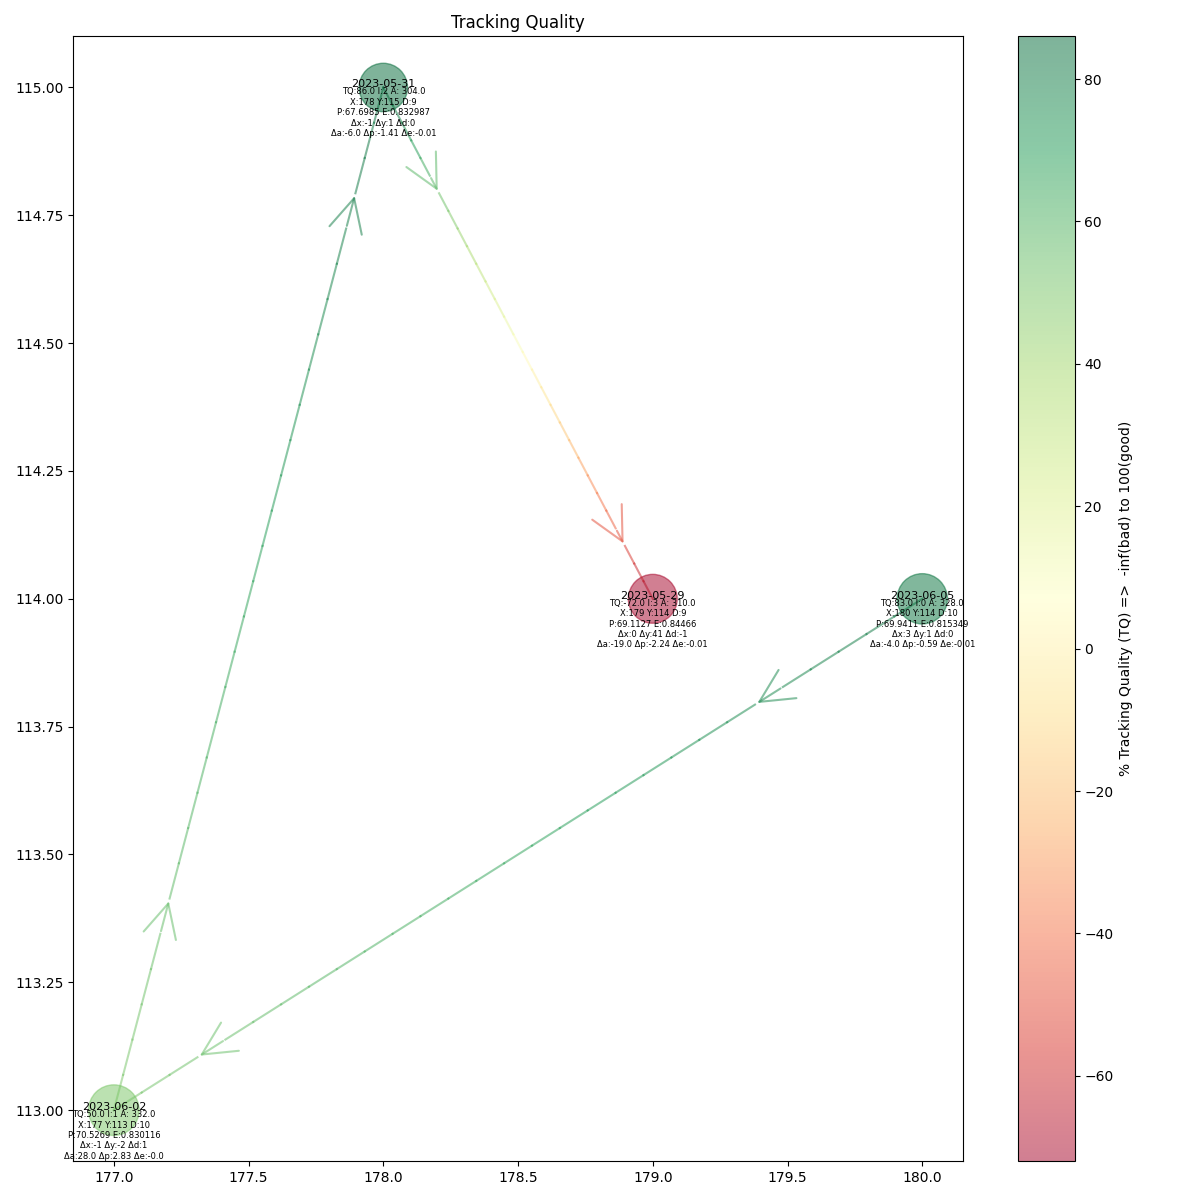 Tracking Quality
115.00
114.75
114.50
114.25
114.00
113.75
113.50
113.25
113.00
177.0
177.5
178.0
178.5
179.0
179.5
180.0
2023-05-31
TQ:86.0 I:2 A: 304.0
X:178 Y:115 D:9
P:67.6985 E:0.832987
Δx:-1 Δy:1 Δd:0
Δa:-6.0 Δp:-1.41 Δe:-0.01
2023-05-29
TQ:-72.0 I:3 A: 310.0
X:179 Y:114 D:9
P:69.1127 E:0.84466
Δx:0 Δy:41 Δd:-1
Δa:-19.0 Δp:-2.24 Δe:-0.01
2023-06-05
TQ:83.0 I:0 A: 328.0
X:180 Y:114 D:10
P:69.9411 E:0.815349
Δx:3 Δy:1 Δd:0
Δa:-4.0 Δp:-0.59 Δe:-0.01
2023-06-02
TQ:50.0 I:1 A: 332.0
X:177 Y:113 D:10
P:70.5269 E:0.830116
Δx:-1 Δy:-2 Δd:1
Δa:28.0 Δp:2.83 Δe:-0.0
80
60
40
20
0
−20
−40
−60
% Tracking Quality (TQ) => -inf(bad) to 100(good)